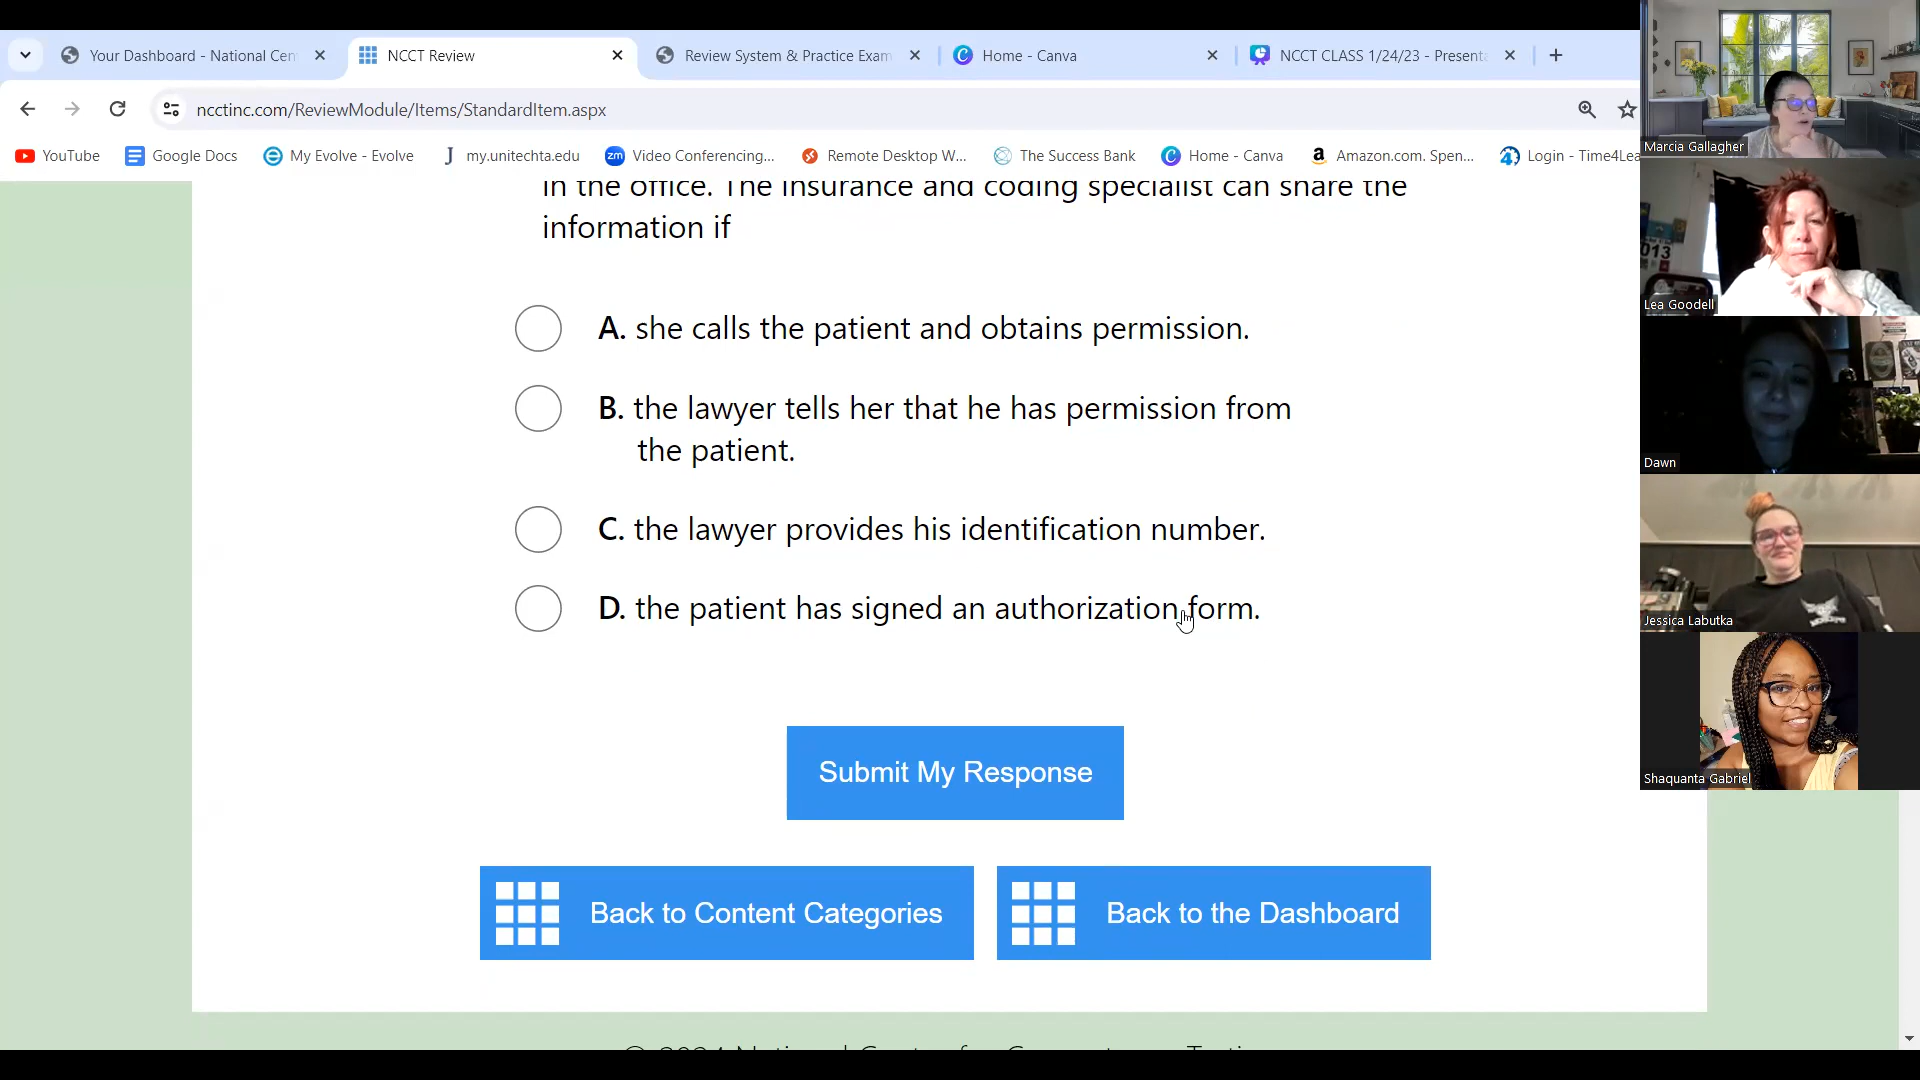 Your Dashboard - National Cen
NCCT Review
Review System & Practice Exam
Home - Canva
NCCT CLASS 1/24/23 - Presenta
ncctinc.com/ReviewModule/Items/StandardItem.aspx
YouTube
Google Docs
My Evolve - Evolve
my.unitechta.edu
zm
Video Conferencing...
Remote Desktop W...
The Success Bank
Home - Canva
Amazon.com. Spen...
Login - Time4Lea
in the office. The insurance and coding specialist can share the
information if
A. she calls the patient and obtains permission.
B. the lawyer tells her that he has permission from
the patient.
C. the lawyer provides his identification number.
D. the patient has signed an authorization form.
Submit My Response
Back to Content Categories
Back to the Dashboard
Marcia Gallagher
013
Lea Goodell
Dawn
Jessica Labutka
Shaquanta Gabriel